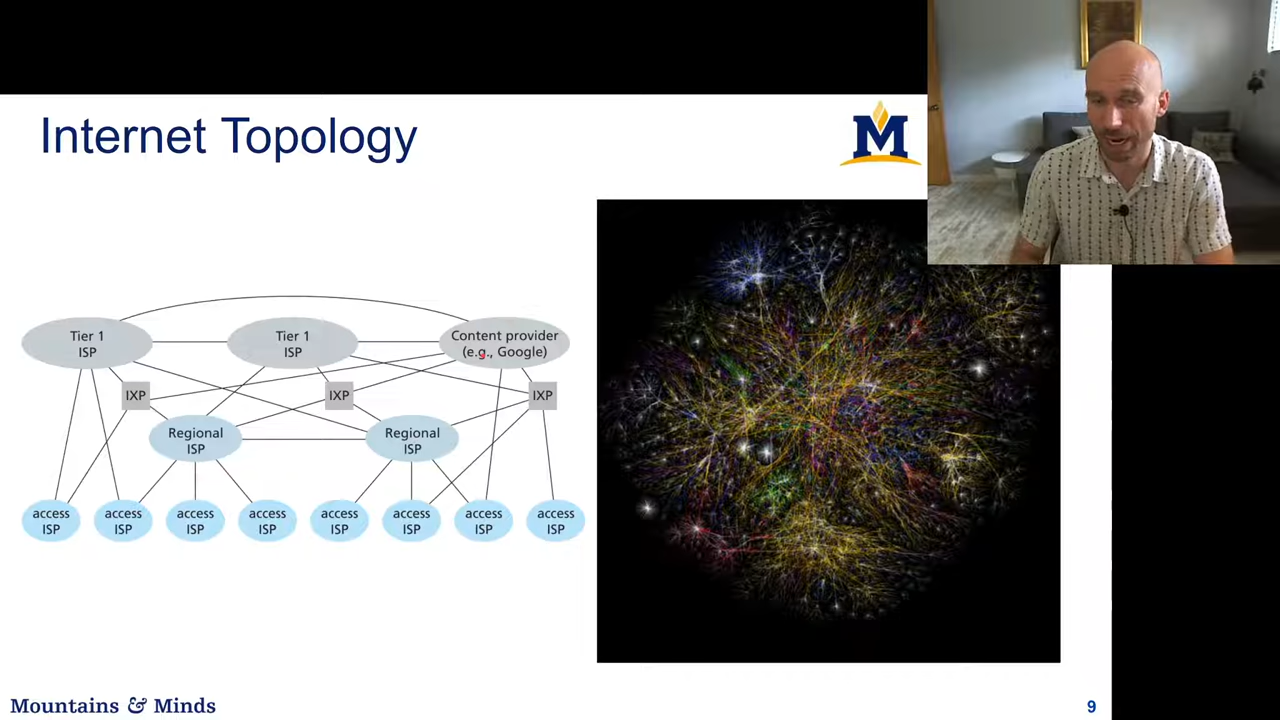 Internet Topology
M
Tier 1
ISP
Tier 1
ISP
Content provider
(e.g., Google)
IXP
IXP
IXP
Regional
ISP
Regional
ISP
access
ISP
access
ISP
access
ISP
access
ISP
access
ISP
access
ISP
access
ISP
access
ISP
Mountains & Minds
9